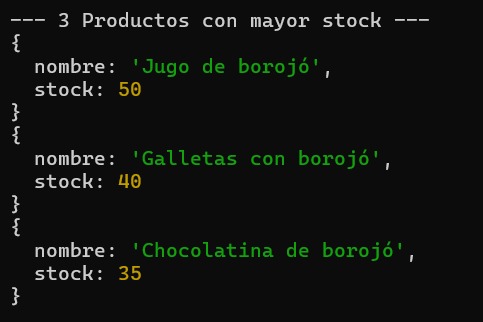 --- 3 Productos con mayor stock ---
{
  nombre: 'Jugo de borojó',
  stock: 50
}
{
  nombre: 'Galletas con borojó',
  stock: 40
}
{
  nombre: 'Chocolatina de borojó',
  stock: 35
}